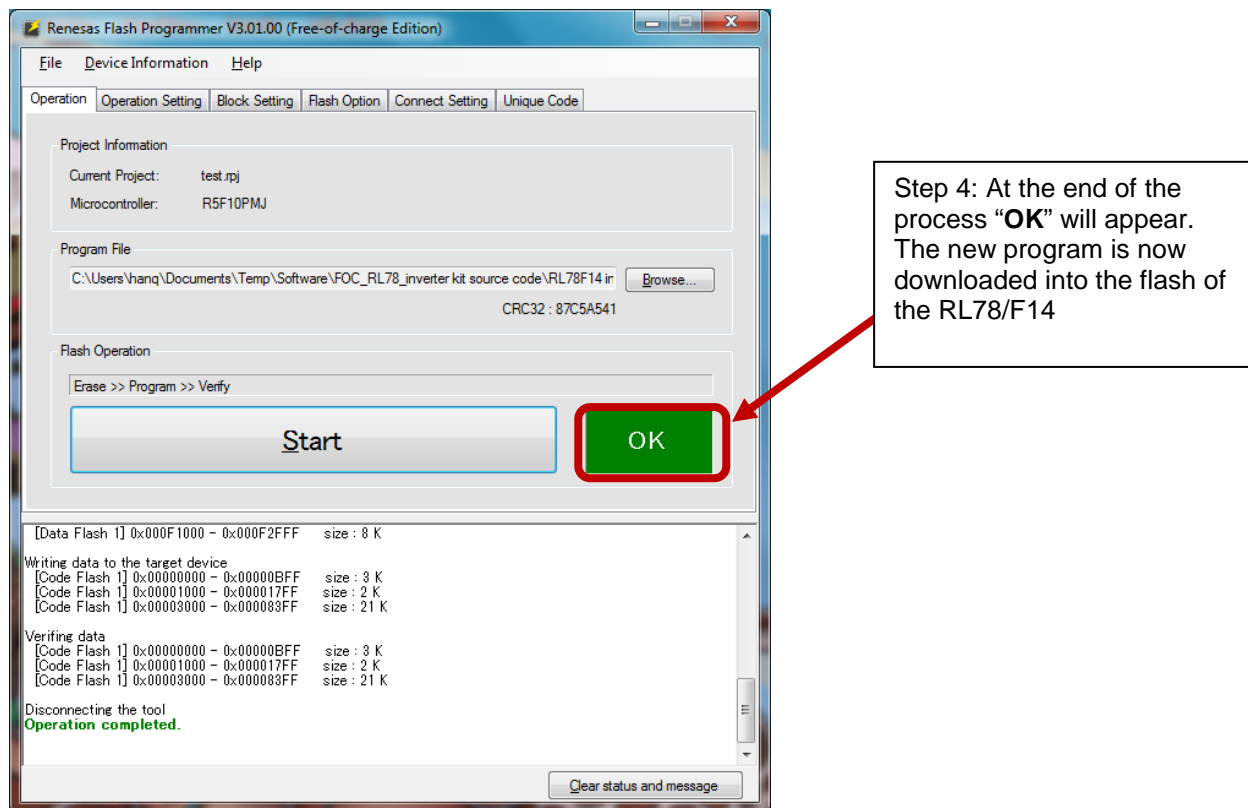 Renesas Flash Programmer V3.01.00 (Free-of-charge Edition)
File Device Information Help
Operation Operation Setting Block Setting Flash Option Connect Setting Unique Code
Project Information
Current Project: test.rpj
Microcontroller: R5F10PMJ
Program File
C:\Users\hanq\Documents\Temp\Software\FOC_RL78_inverter kit source code\RL78F14 in Browse...
CRC32 : 87C5A541
Flash Operation
Erase >> Program >> Verify
Start OK
[Data Flash 1] 0x000F1000 - 0x000F2FFF size : 8 K
Writing data to the target device
[Code Flash 1] 0x00000000 - 0x00000BFF size : 3 K
[Code Flash 1] 0x00001000 - 0x000017FF size : 2 K
[Code Flash 1] 0x00003000 - 0x000083FF size : 21 K
Verifing data
[Code Flash 1] 0x00000000 - 0x00000BFF size : 3 K
[Code Flash 1] 0x00001000 - 0x000017FF size : 2 K
[Code Flash 1] 0x00003000 - 0x000083FF size : 21 K
Disconnecting the tool
Operation completed.
Clear status and message
Step 4: At the end of the
process “OK” will appear.
The new program is now
downloaded into the flash of
the RL78/F14